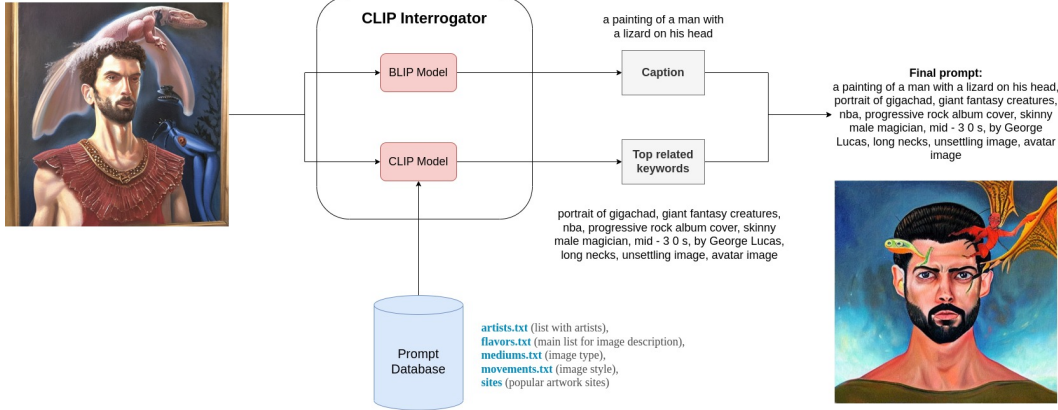 CLIP Interrogator
BLIP Model
CLIP Model
a painting of a man with
a lizard on his head
Caption
Top related
keywords
portrait of gigachad, giant fantasy creatures,
nba, progressive rock album cover, skinny
male magician, mid - 3 0 s, by George Lucas,
long necks, unsettling image, avatar image
Prompt
Database
artists.txt (list with artists),
flavors.txt (main list for image description),
mediums.txt (image type),
movements.txt (image style),
sites (popular artwork sites)
Final prompt:
a painting of a man with a lizard on his head,
portrait of gigachad, giant fantasy creatures,
nba, progressive rock album cover, skinny
male magician, mid - 3 0 s, by George
Lucas, long necks, unsettling image, avatar
image